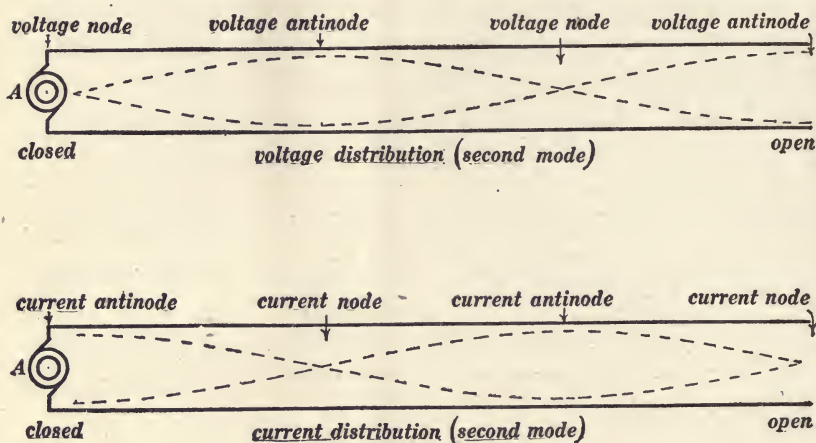 voltage node voltage antinode voltage node voltage antinode
A
closed voltage distribution (second mode) open
current antinode current node current antinode current node
A
closed current distribution (second mode) open